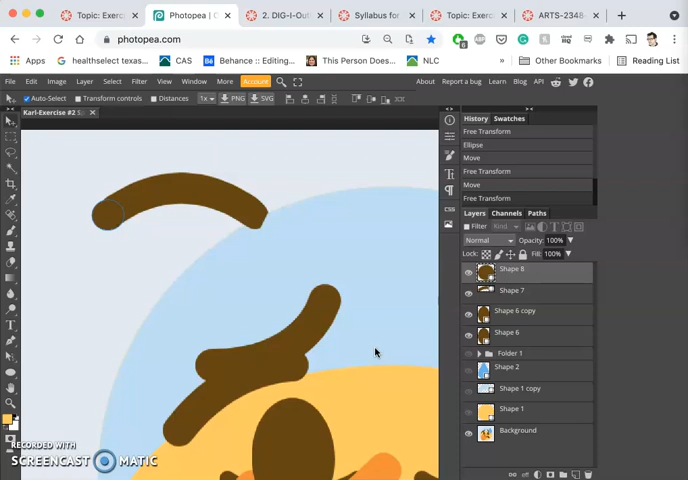 Topic: Exerc
Photopea | C
2. DIG-I-Out
Syllabus for
Topic: Exerc
ARTS-2348-
photopea.com
Apps
healthselect texas...
CAS
Behance :: Editing...
This Person Does...
NLC
Other Bookmarks
Reading List
File Edit Image Layer Select Filter View Window More Account
About Report a bug Learn Blog API
Auto-Select Transform controls Distances 1x PNG SVG
Karl-Exercise #2 S
History Swatches
Free Transform
Ellipse
Move
Free Transform
Move
Free Transform
Layers Channels Paths
Filter Kind
Normal Opacity: 100%
Lock: Fill: 100%
Shape 8
Shape 7
Shape 6 copy
Shape 6
Folder 1
Shape 2
Shape 1 copy
Shape 1
Background
CSS
RECORDED WITH
SCREENCAST MATIC